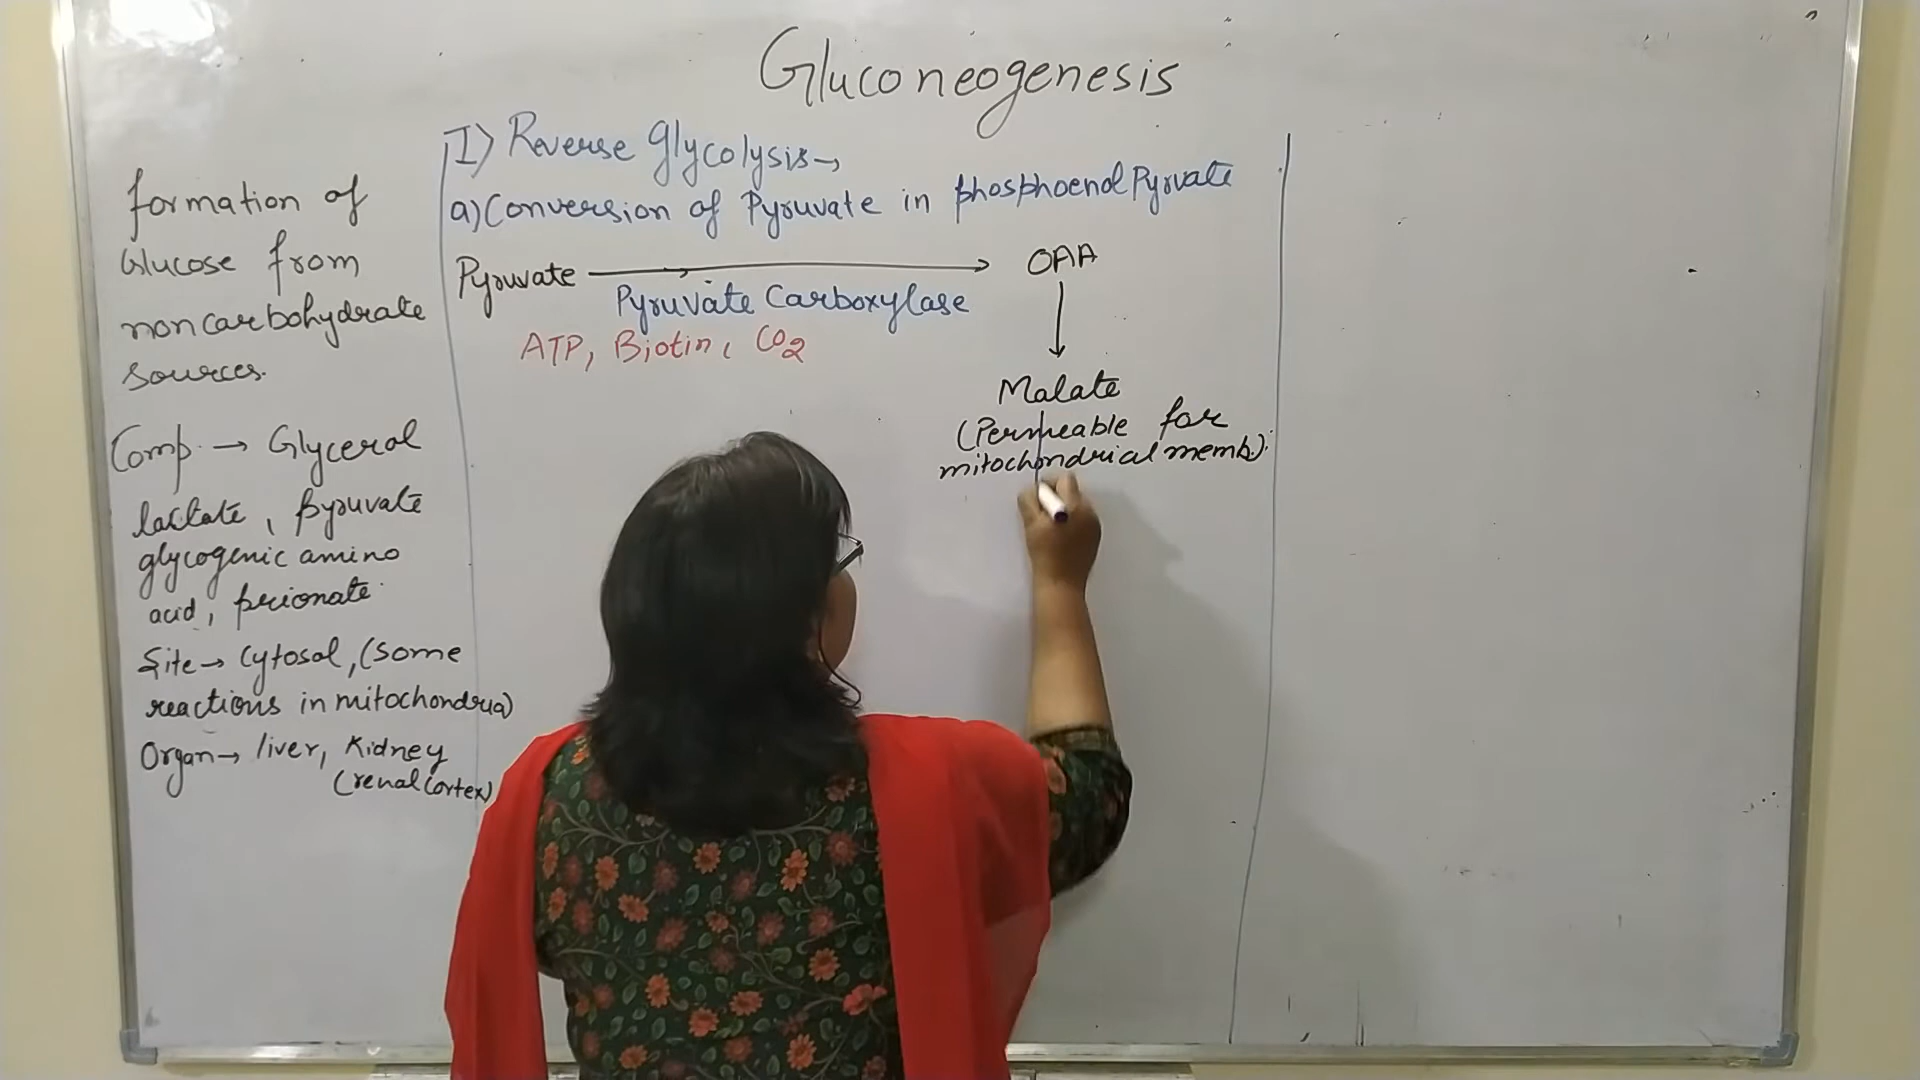 Gluconeogenesis
formation of
Glucose from
noncarbohydrate
sources.
Comp. → Glycerol
lactate, pyruvate
glycogenic amino
acid, prionate
Site → Cytosol, (some
reactions in mitochondria)
Organ → liver, Kidney
(renal cortex)
I) Reverse Glycolysis →
a) Conversion of Pyruvate in phosphoenol Pyrvate
Pyruvate → OAA
Pyruvate Carboxylase
ATP, Biotin, CO2
Malate
(Permeable for
mitochondrial memb.)